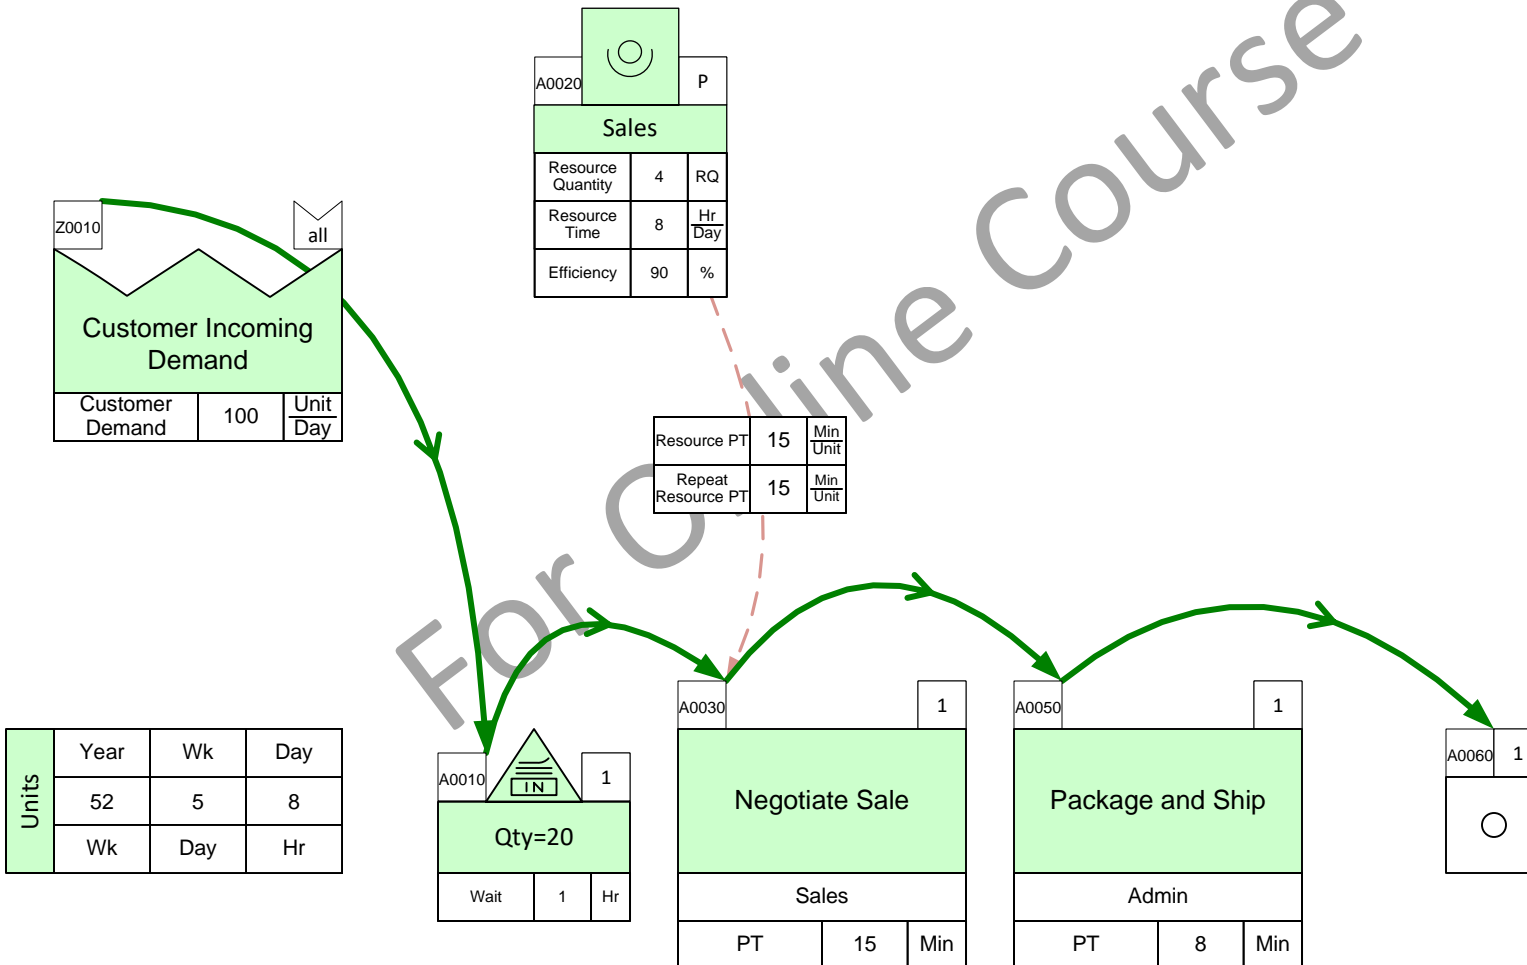 A0020
P
Sales
Resource
Quantity
4
RQ
Resource
Time
8
Hr
Day
Efficiency
90
%
Z0010
all
Customer Incoming
Demand
Customer
Demand
100
Unit
Day
Resource PT
15
Min
Unit
Repeat
Resource PT
15
Min
Unit
For Online Course
Units
Year
Wk
Day
52
5
8
Wk
Day
Hr
A0010
IN
1
Qty=20
Wait
1
Hr
A0030
1
Negotiate Sale
Sales
PT
15
Min
A0050
1
Package and Ship
Admin
PT
8
Min
A0060
1